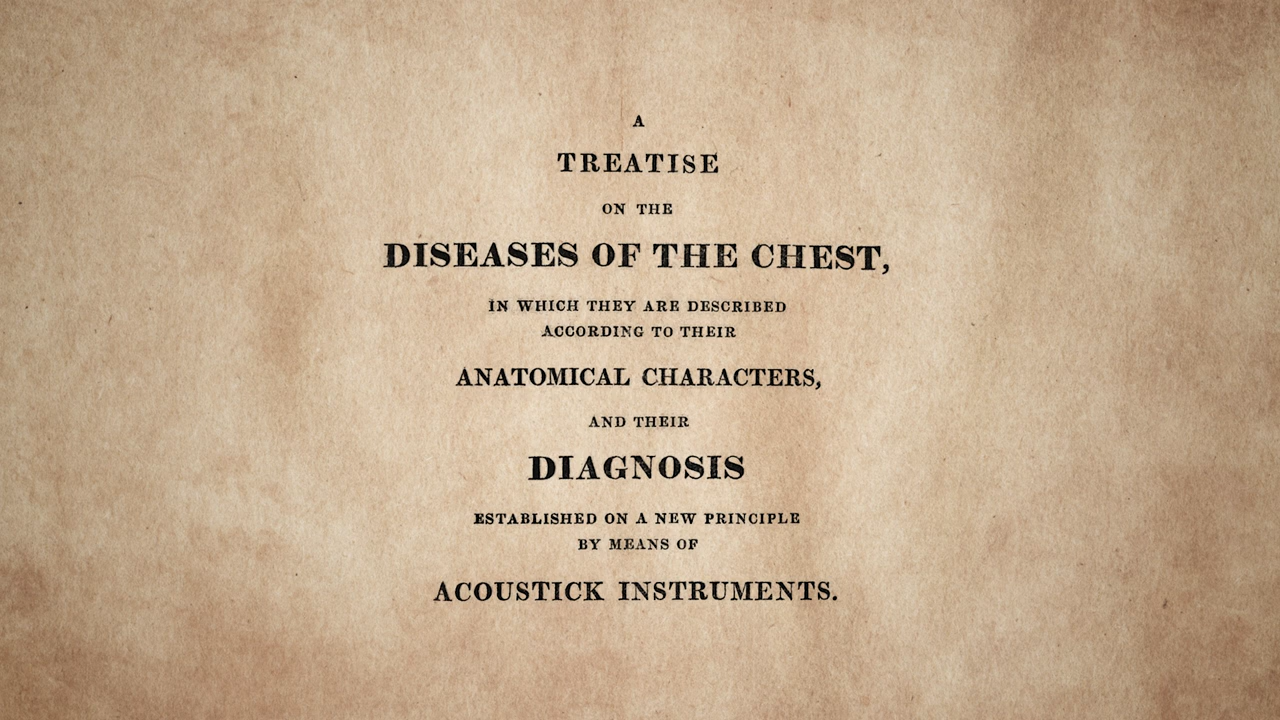 A
TREATISE
ON THE
DISEASES OF THE CHEST,
IN WHICH THEY ARE DESCRIBED
ACCORDING TO THEIR
ANATOMICAL CHARACTERS,
AND THEIR
DIAGNOSIS
ESTABLISHED ON A NEW PRINCIPLE
BY MEANS OF
ACOUSTICK INSTRUMENTS.